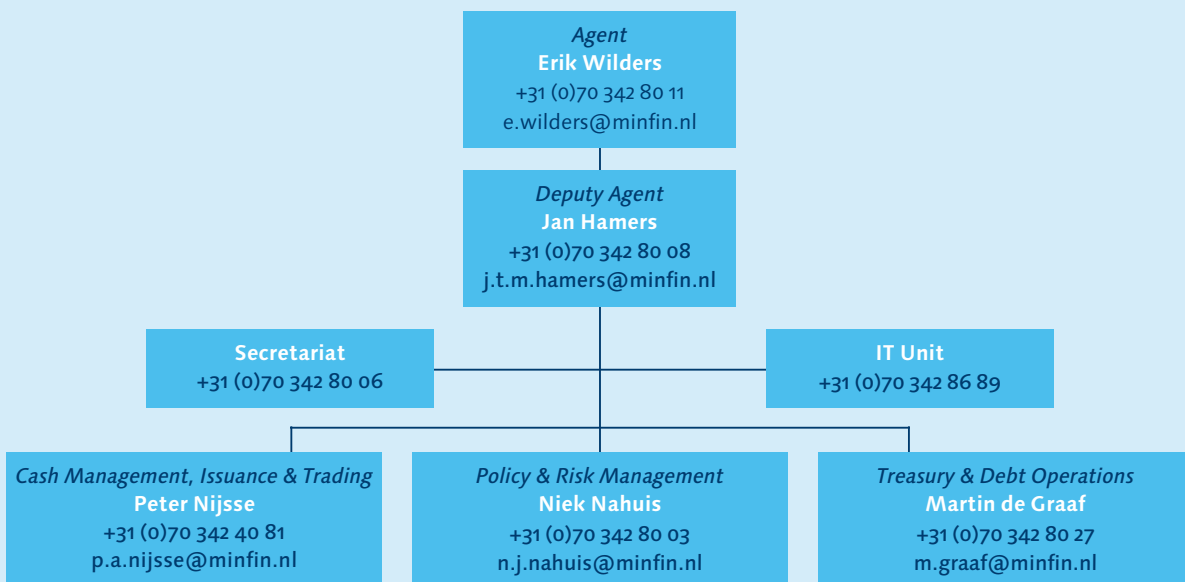 Agent
Erik Wilders
+31 (0)70 342 80 11
e.wilders@minfin.nl
Deputy Agent
Jan Hamers
+31 (0)70 342 80 08
j.t.m.hamers@minfin.nl
Secretariat
+31 (0)70 342 80 06
IT Unit
+31 (0)70 342 86 89
Cash Management, Issuance & Trading
Peter Nijsse
+31 (0)70 342 40 81
p.a.nijsse@minfin.nl
Policy & Risk Management
Niek Nahuis
+31 (0)70 342 80 03
n.j.nahuis@minfin.nl
Treasury & Debt Operations
Martin de Graaf
+31 (0)70 342 80 27
m.graaf@minfin.nl